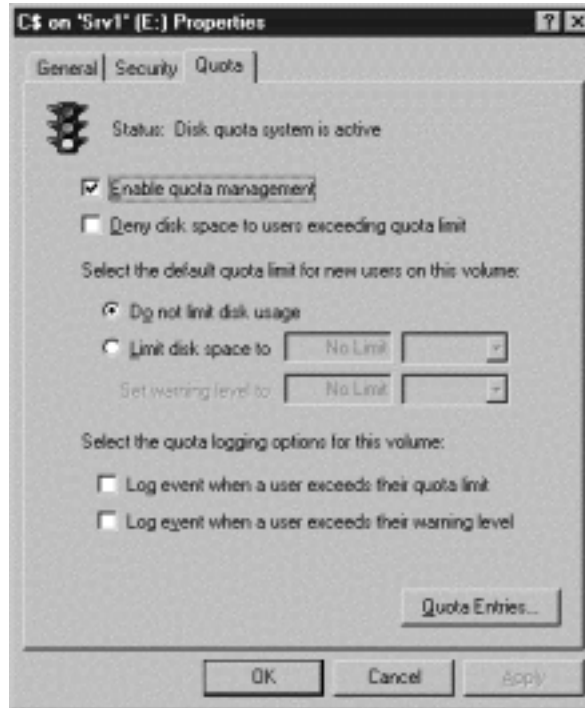 C$ on 'Srv1' (E:) Properties
General Security Quota
Status: Disk quota system is active
Enable quota management
Deny disk space to users exceeding quota limit
Select the default quota limit for new users on this volume:
Do not limit disk usage
Limit disk space to No Limit
Set warning level to No Limit
Select the quota logging options for this volume:
Log event when a user exceeds their quota limit
Log event when a user exceeds their warning level
Quota Entries...
OK Cancel Apply